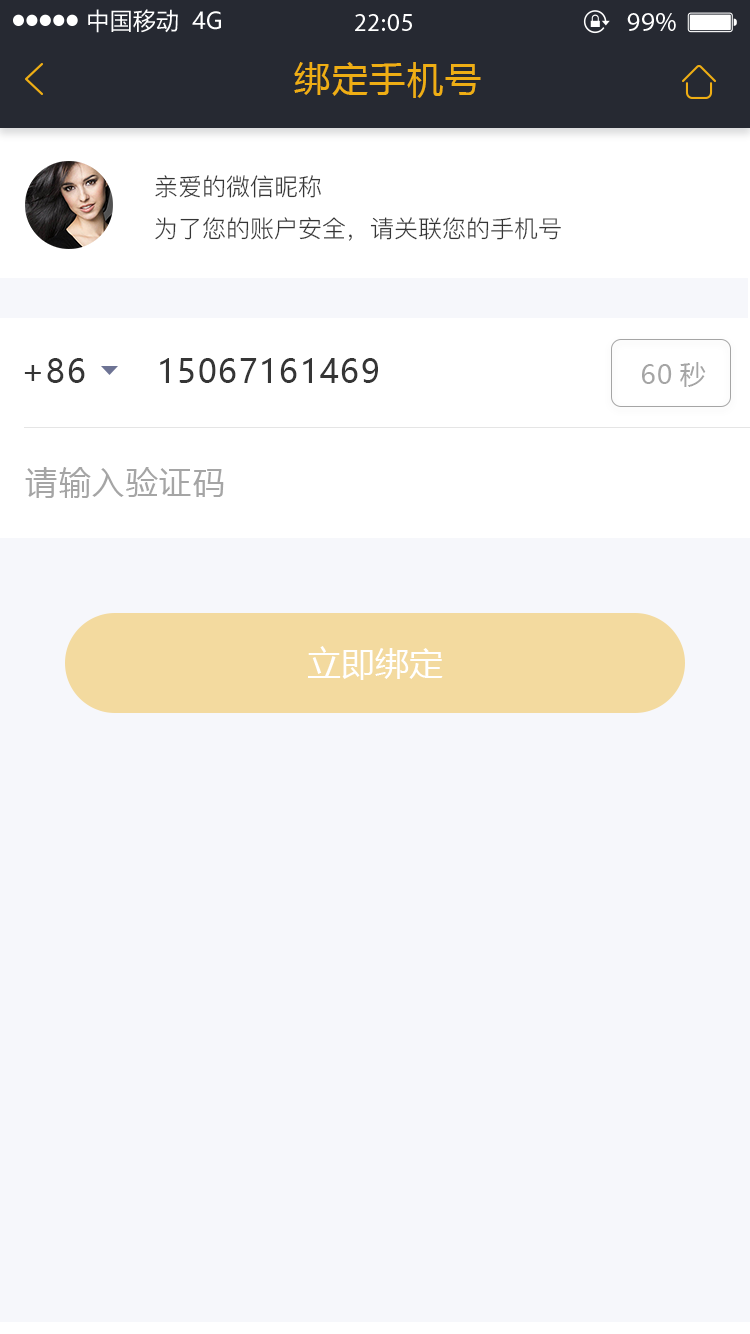 中国移动 4G 22:05 99%
绑定手机号
亲爱的微信昵称
为了您的账户安全，请关联您的手机号
+86 15067161469 60 秒
请输入验证码
立即绑定